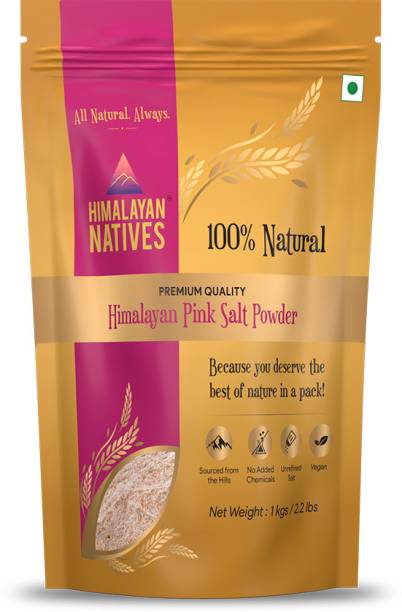 All Natural. Always.
HIMALAYAN
NATIVES
®
100% Natural
PREMIUM QUALITY
Himalayan Pink Salt Powder
Because you deserve the
best of nature in a pack!
Sourced from
the Hills
No Added
Chemicals
Unrefined
Salt
Vegan
Net Weight : 1 kgs / 2.2 lbs